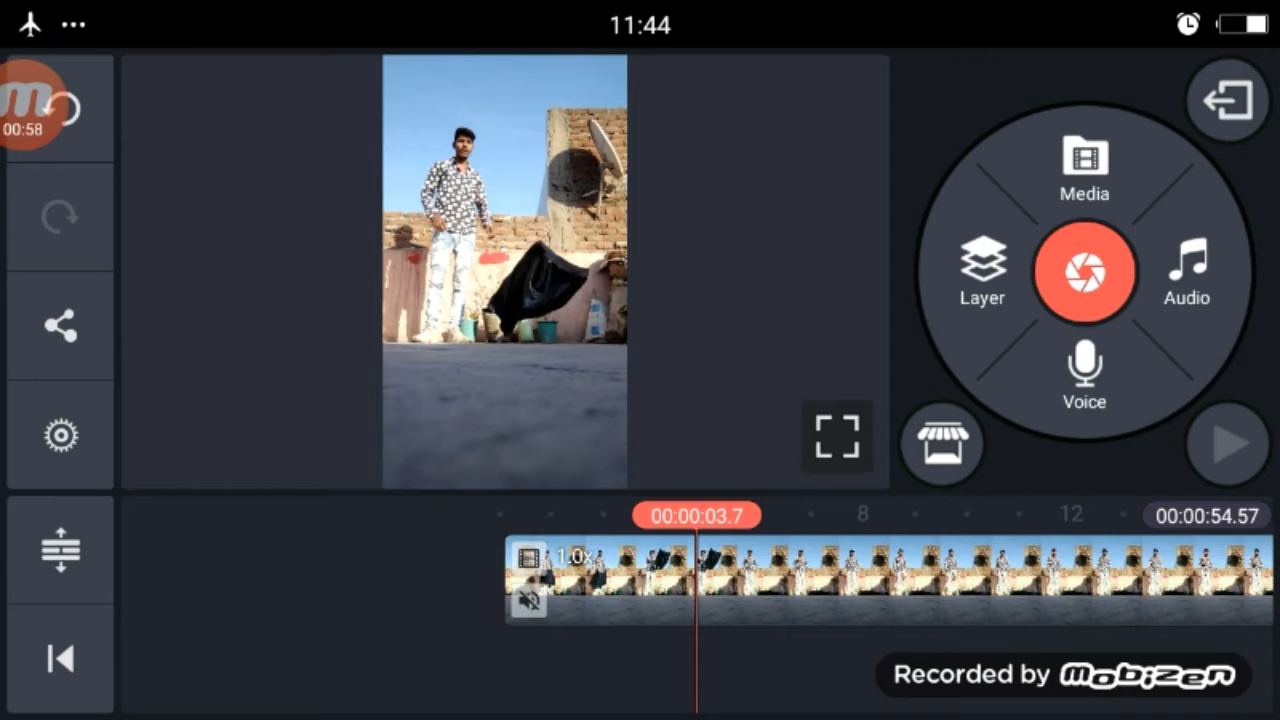 11:44
00:58
Media
Layer
Audio
Voice
00:00:03.7
8
12
00:00:54.57
1.0x
Recorded by mobizen